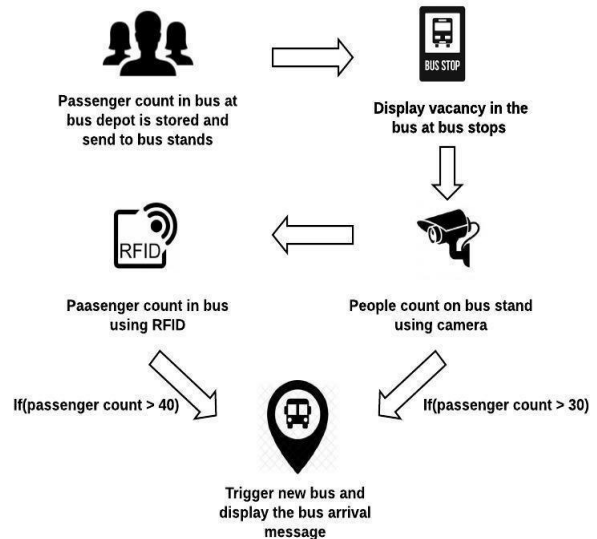 BUS STOP
Passenger count in bus at
bus depot is stored and
send to bus stands
Display vacancy in the
bus at bus stops
RFID
Paasenger count in bus
using RFID
People count on bus stand
using camera
If(passenger count > 40)
If(passenger count > 30)
Trigger new bus and
display the bus arrival
message